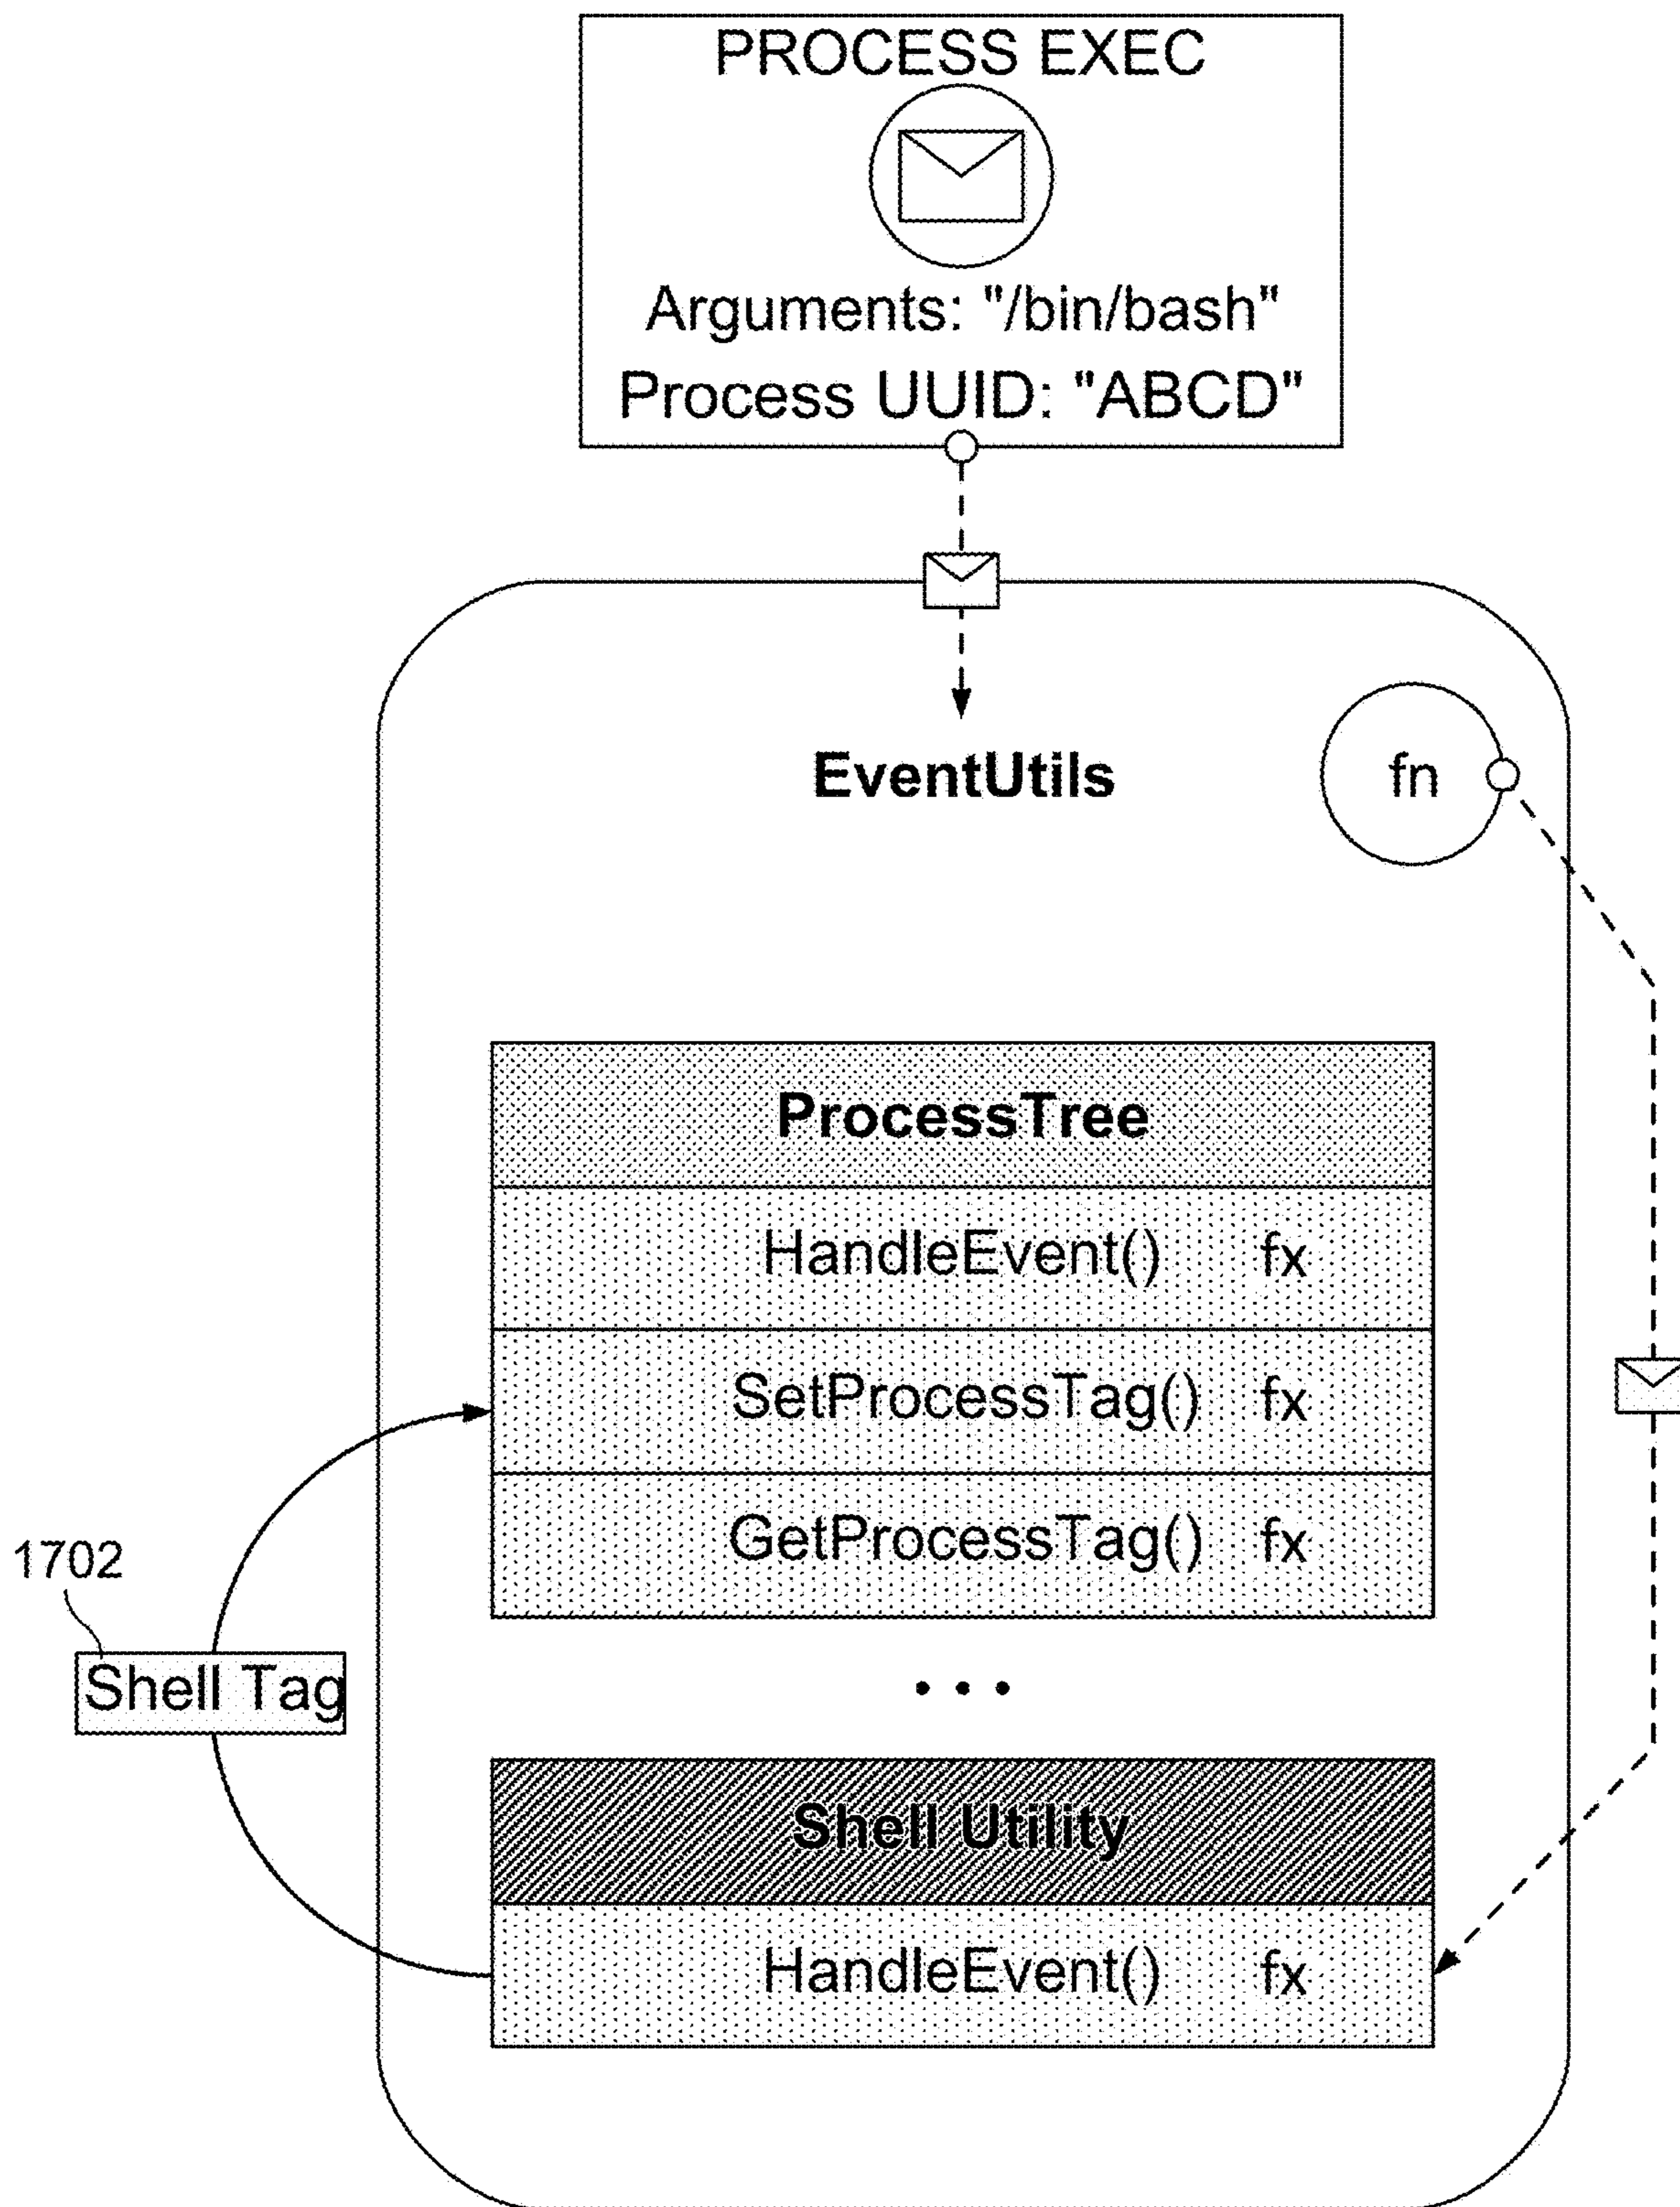 PROCESS EXEC
Arguments: "/bin/bash"
Process UUID: "ABCD"
EventUtils
fn
ProcessTree
HandleEvent() fx
SetProcessTag() fx
GetProcessTag() fx
1702
Shell Tag
• • •
Shell Utility
HandleEvent() fx